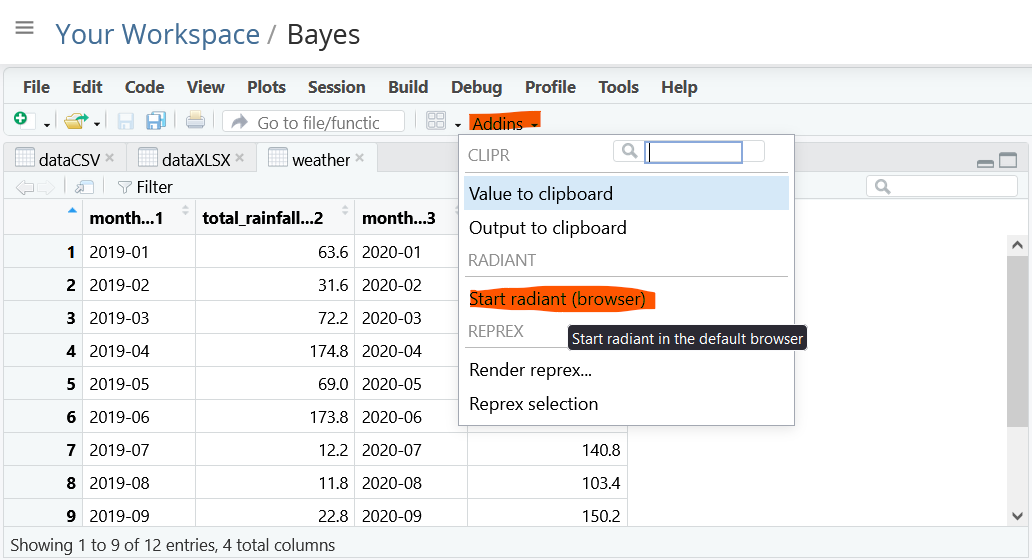 Your Workspace / Bayes
File Edit Code View Plots Session Build Debug Profile Tools Help
Go to file/functic Addins
dataCSV dataXLSX weather
Filter
CLIPR
Value to clipboard
Output to clipboard
RADIANT
Start radiant (browser)
Start radiant in the default browser
REPREX
Render reprex...
Reprex selection
month...1 total_rainfall...2 month...3
1 2019-01 63.6 2020-01
2 2019-02 31.6 2020-02
3 2019-03 72.2 2020-03
4 2019-04 174.8 2020-04
5 2019-05 69.0 2020-05
6 2019-06 173.8 2020-06
7 2019-07 12.2 2020-07 140.8
8 2019-08 11.8 2020-08 103.4
9 2019-09 22.8 2020-09 150.2
Showing 1 to 9 of 12 entries, 4 total columns